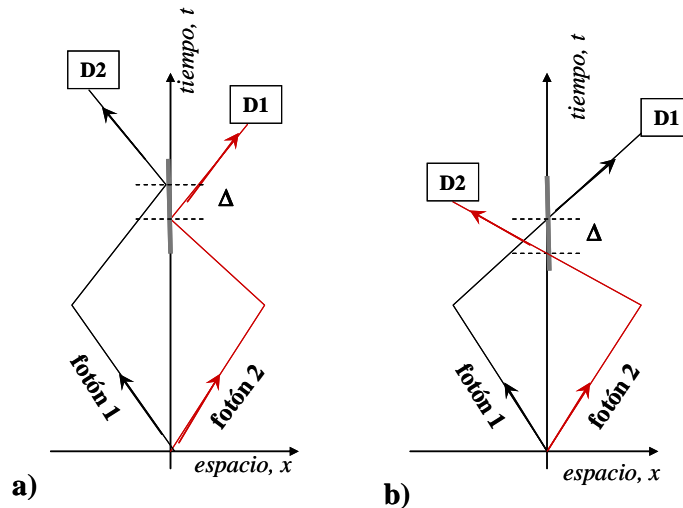 D2
tiempo, t
D1
Δ
fotón 1
fotón 2
espacio, x
a)
tiempo, t
D1
D2
Δ
fotón 1
fotón 2
espacio, x
b)